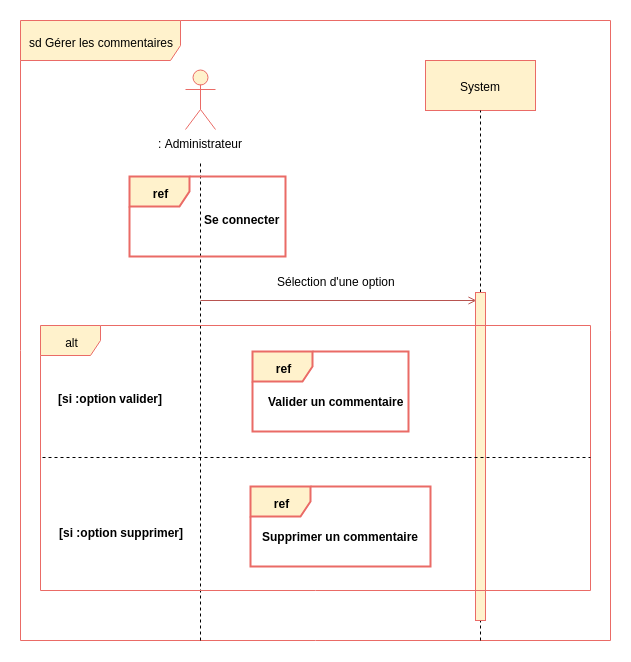 sd Gérer les commentaires
System
: Administrateur
ref
Se connecter
Sélection d'une option
alt
ref
[si :option valider]
Valider un commentaire
ref
[si :option supprimer]
Supprimer un commentaire